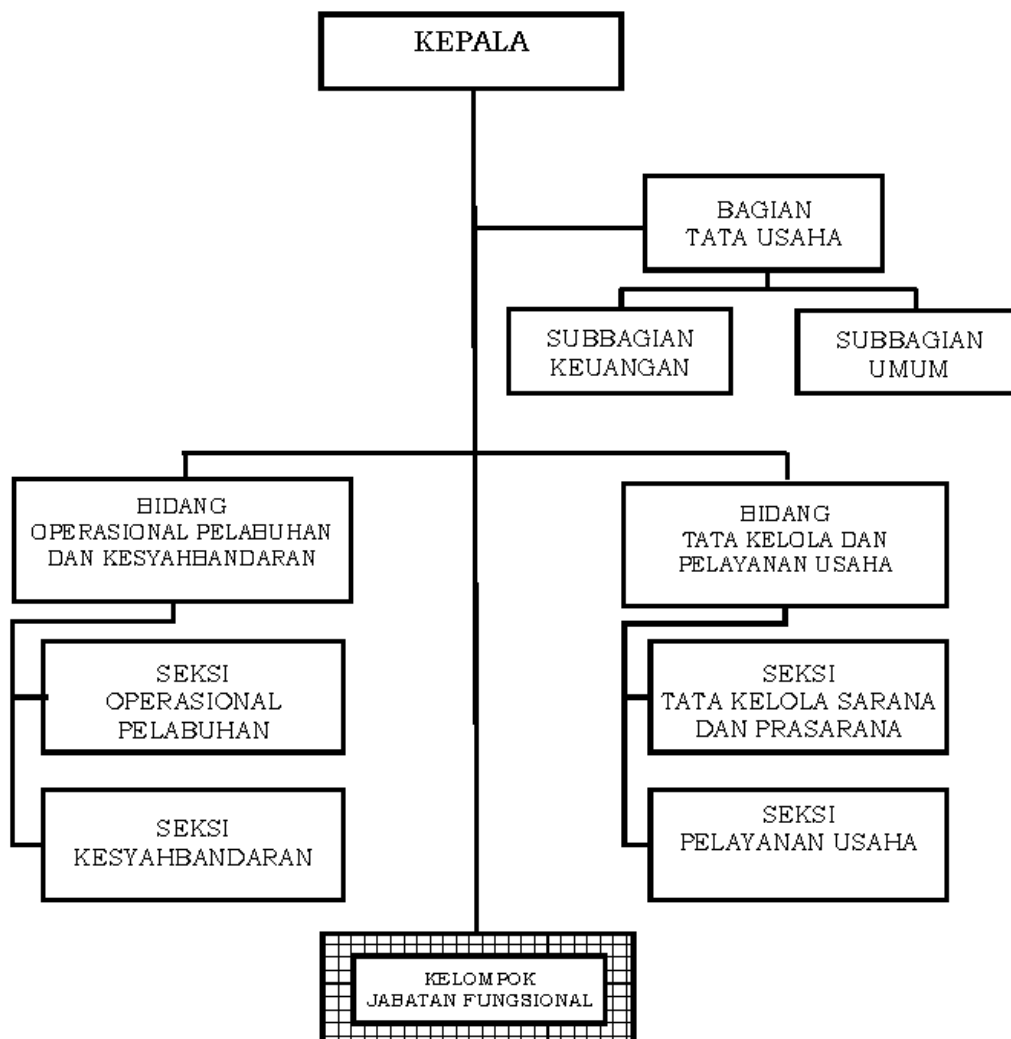 KEPALA
BAGIAN
TATA USAHA
SUBBAGIAN
KEUANGAN
SUBBAGIAN
UMUM
BIDANG
OPERASIONAL PELABUHAN
DAN KESYAHBANDARAN
SEKSI
OPERASIONAL
PELABUHAN
SEKSI
KESYAHBANDARAN
BIDANG
TATA KELOLA DAN
PELAYANAN USAHA
SEKSI
TATA KELOLA SARANA
DAN PRASARANA
SEKSI
PELAYANAN USAHA
KELOMPOK
JABATAN FUNGSIONAL